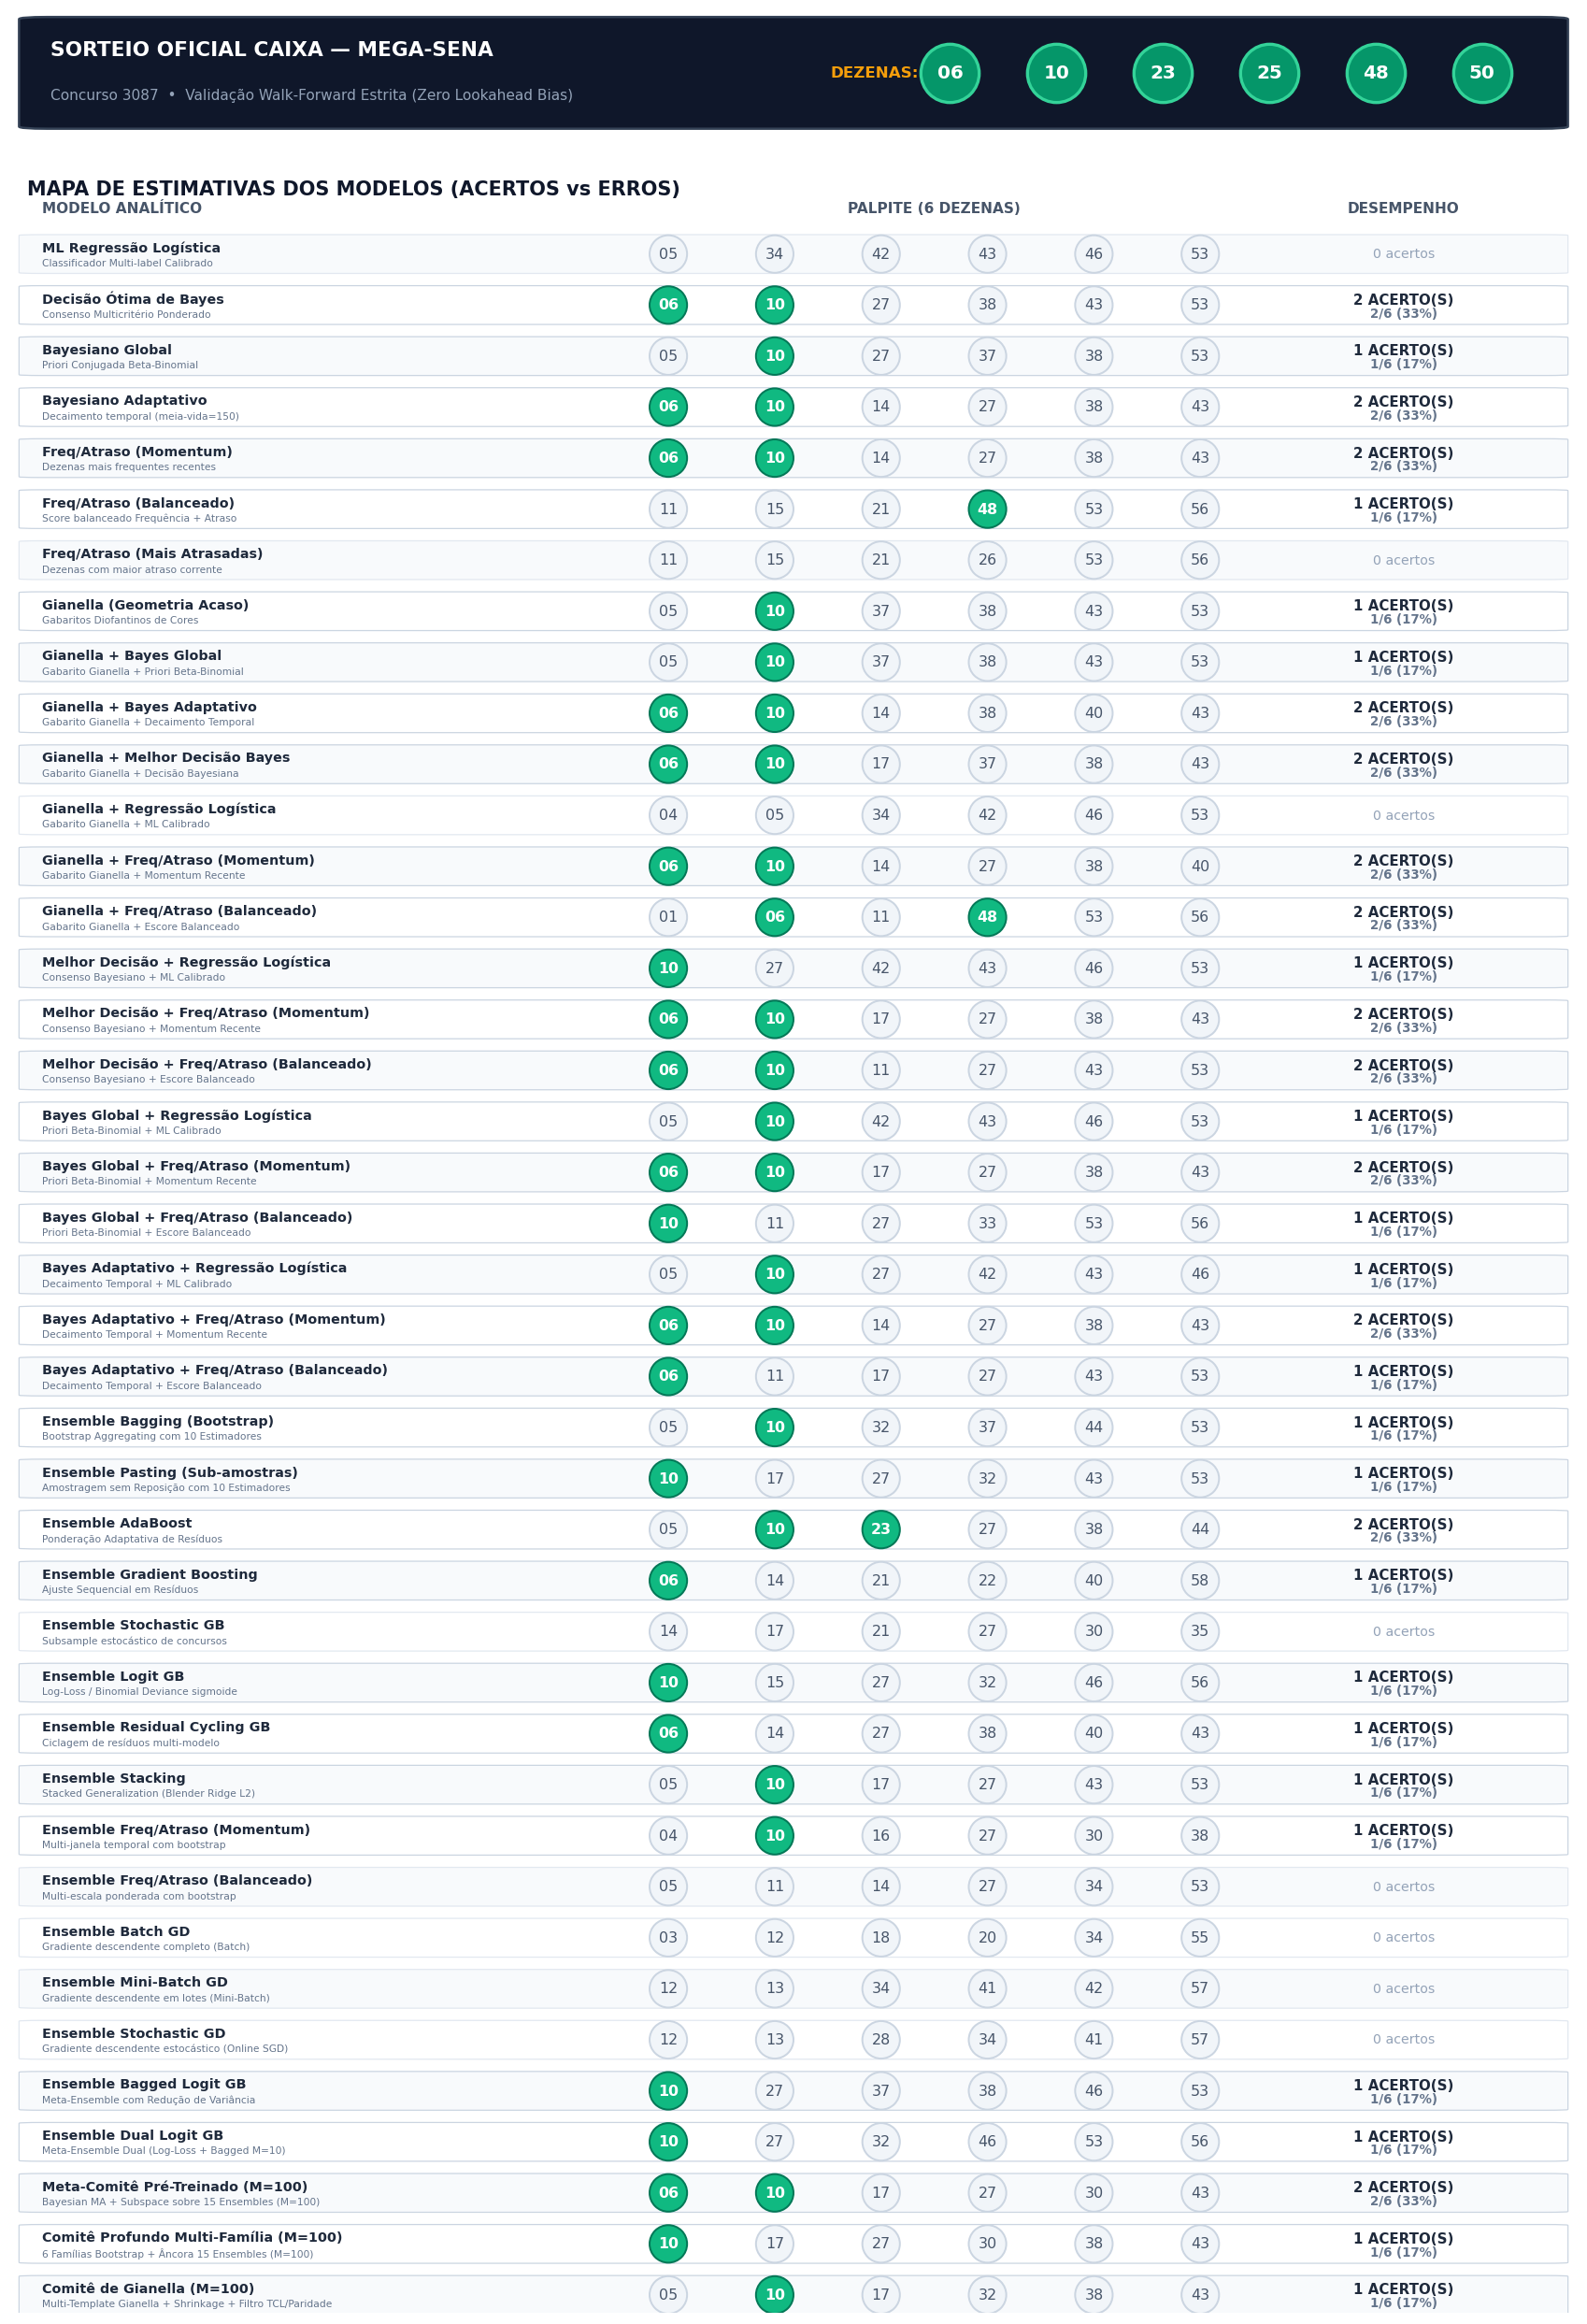 SORTEIO OFICIAL CAIXA — MEGA-SENA
Concurso 3087 • Validação Walk-Forward Estrita (Zero Lookahead Bias)
DEZENAS: 06 10 23 25 48 50
MAPA DE ESTIMATIVAS DOS MODELOS (ACERTOS vs ERROS)
MODELO ANALÍTICO PALPITE (6 DEZENAS) DESEMPENHO
ML Regressão Logística
Classificador Multi-label Calibrado
05 34 42 43 46 53
0 acertos
Decisão Ótima de Bayes
Consenso Multicritério Ponderado
06 10 27 38 43 53
2 ACERTO(S)
2/6 (33%)
Bayesiano Global
Priori Conjugada Beta-Binomial
05 10 27 37 38 53
1 ACERTO(S)
1/6 (17%)
Bayesiano Adaptativo
Decaimento temporal (meia-vida=150)
06 10 14 27 38 43
2 ACERTO(S)
2/6 (33%)
Freq/Atraso (Momentum)
Dezenas mais frequentes recentes
06 10 14 27 38 43
2 ACERTO(S)
2/6 (33%)
Freq/Atraso (Balanceado)
Score balanceado Frequência + Atraso
11 15 21 48 53 56
1 ACERTO(S)
1/6 (17%)
Freq/Atraso (Mais Atrasadas)
Dezenas com maior atraso corrente
11 15 21 26 53 56
0 acertos
Gianella (Geometria Acaso)
Gabaritos Diofantinos de Cores
05 10 37 38 43 53
1 ACERTO(S)
1/6 (17%)
Gianella + Bayes Global
Gabarito Gianella + Priori Beta-Binomial
05 10 37 38 43 53
1 ACERTO(S)
1/6 (17%)
Gianella + Bayes Adaptativo
Gabarito Gianella + Decaimento Temporal
06 10 14 38 40 43
2 ACERTO(S)
2/6 (33%)
Gianella + Melhor Decisão Bayes
Gabarito Gianella + Decisão Bayesiana
06 10 17 37 38 43
2 ACERTO(S)
2/6 (33%)
Gianella + Regressão Logística
Gabarito Gianella + ML Calibrado
04 05 34 42 46 53
0 acertos
Gianella + Freq/Atraso (Momentum)
Gabarito Gianella + Momentum Recente
06 10 14 27 38 40
2 ACERTO(S)
2/6 (33%)
Gianella + Freq/Atraso (Balanceado)
Gabarito Gianella + Escore Balanceado
01 06 11 48 53 56
2 ACERTO(S)
2/6 (33%)
Melhor Decisão + Regressão Logística
Consenso Bayesiano + ML Calibrado
10 27 42 43 46 53
1 ACERTO(S)
1/6 (17%)
Melhor Decisão + Freq/Atraso (Momentum)
Consenso Bayesiano + Momentum Recente
06 10 17 27 38 43
2 ACERTO(S)
2/6 (33%)
Melhor Decisão + Freq/Atraso (Balanceado)
Consenso Bayesiano + Escore Balanceado
06 10 11 27 43 53
2 ACERTO(S)
2/6 (33%)
Bayes Global + Regressão Logística
Priori Beta-Binomial + ML Calibrado
05 10 42 43 46 53
1 ACERTO(S)
1/6 (17%)
Bayes Global + Freq/Atraso (Momentum)
Priori Beta-Binomial + Momentum Recente
06 10 17 27 38 43
2 ACERTO(S)
2/6 (33%)
Bayes Global + Freq/Atraso (Balanceado)
Priori Beta-Binomial + Escore Balanceado
10 11 27 33 53 56
1 ACERTO(S)
1/6 (17%)
Bayes Adaptativo + Regressão Logística
Decaimento Temporal + ML Calibrado
05 10 27 42 43 46
1 ACERTO(S)
1/6 (17%)
Bayes Adaptativo + Freq/Atraso (Momentum)
Decaimento Temporal + Momentum Recente
06 10 14 27 38 43
2 ACERTO(S)
2/6 (33%)
Bayes Adaptativo + Freq/Atraso (Balanceado)
Decaimento Temporal + Escore Balanceado
06 11 17 27 43 53
1 ACERTO(S)
1/6 (17%)
Ensemble Bagging (Bootstrap)
Bootstrap Aggregating com 10 Estimadores
05 10 32 37 44 53
1 ACERTO(S)
1/6 (17%)
Ensemble Pasting (Sub-amostras)
Amostragem sem Reposição com 10 Estimadores
10 17 27 32 43 53
1 ACERTO(S)
1/6 (17%)
Ensemble AdaBoost
Ponderação Adaptativa de Resíduos
05 10 23 27 38 44
2 ACERTO(S)
2/6 (33%)
Ensemble Gradient Boosting
Ajuste Sequencial em Resíduos
06 14 21 22 40 58
1 ACERTO(S)
1/6 (17%)
Ensemble Stochastic GB
Subsample estocástico de concursos
14 17 21 27 30 35
0 acertos
Ensemble Logit GB
Log-Loss / Binomial Deviance sigmoide
10 15 27 32 46 56
1 ACERTO(S)
1/6 (17%)
Ensemble Residual Cycling GB
Ciclagem de resíduos multi-modelo
06 14 27 38 40 43
1 ACERTO(S)
1/6 (17%)
Ensemble Stacking
Stacked Generalization (Blender Ridge L2)
05 10 17 27 43 53
1 ACERTO(S)
1/6 (17%)
Ensemble Freq/Atraso (Momentum)
Multi-janela temporal com bootstrap
04 10 16 27 30 38
1 ACERTO(S)
1/6 (17%)
Ensemble Freq/Atraso (Balanceado)
Multi-escala ponderada com bootstrap
05 11 14 27 34 53
0 acertos
Ensemble Batch GD
Gradiente descendente completo (Batch)
03 12 18 20 34 55
0 acertos
Ensemble Mini-Batch GD
Gradiente descendente em lotes (Mini-Batch)
12 13 34 41 42 57
0 acertos
Ensemble Stochastic GD
Gradiente descendente estocástico (Online SGD)
12 13 28 34 41 57
0 acertos
Ensemble Bagged Logit GB
Meta-Ensemble com Redução de Variância
10 27 37 38 46 53
1 ACERTO(S)
1/6 (17%)
Ensemble Dual Logit GB
Meta-Ensemble Dual (Log-Loss + Bagged M=10)
10 27 32 46 53 56
1 ACERTO(S)
1/6 (17%)
Meta-Comitê Pré-Treinado (M=100)
Bayesian MA + Subspace sobre 15 Ensembles (M=100)
06 10 17 27 30 43
2 ACERTO(S)
2/6 (33%)
Comitê Profundo Multi-Família (M=100)
6 Famílias Bootstrap + Âncora 15 Ensembles (M=100)
10 17 27 30 38 43
1 ACERTO(S)
1/6 (17%)
Comitê de Gianella (M=100)
Multi-Template Gianella + Shrinkage + Filtro TCL/Paridade
05 10 17 32 38 43
1 ACERTO(S)
1/6 (17%)